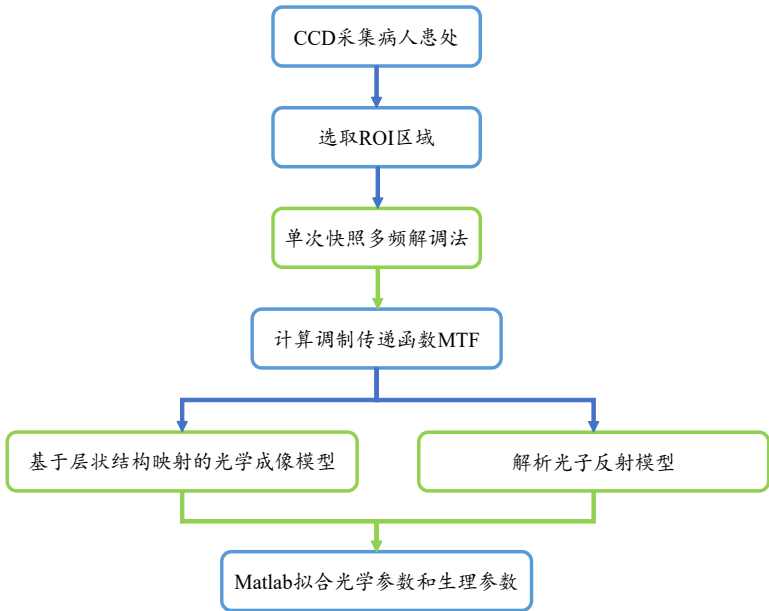 CCD采集病人患处
选取ROI区域
单次快照多频解调法
计算调制传递函数MTF
基于层状结构映射的光学成像模型
解析光子反射模型
Matlab拟合光学参数和生理参数